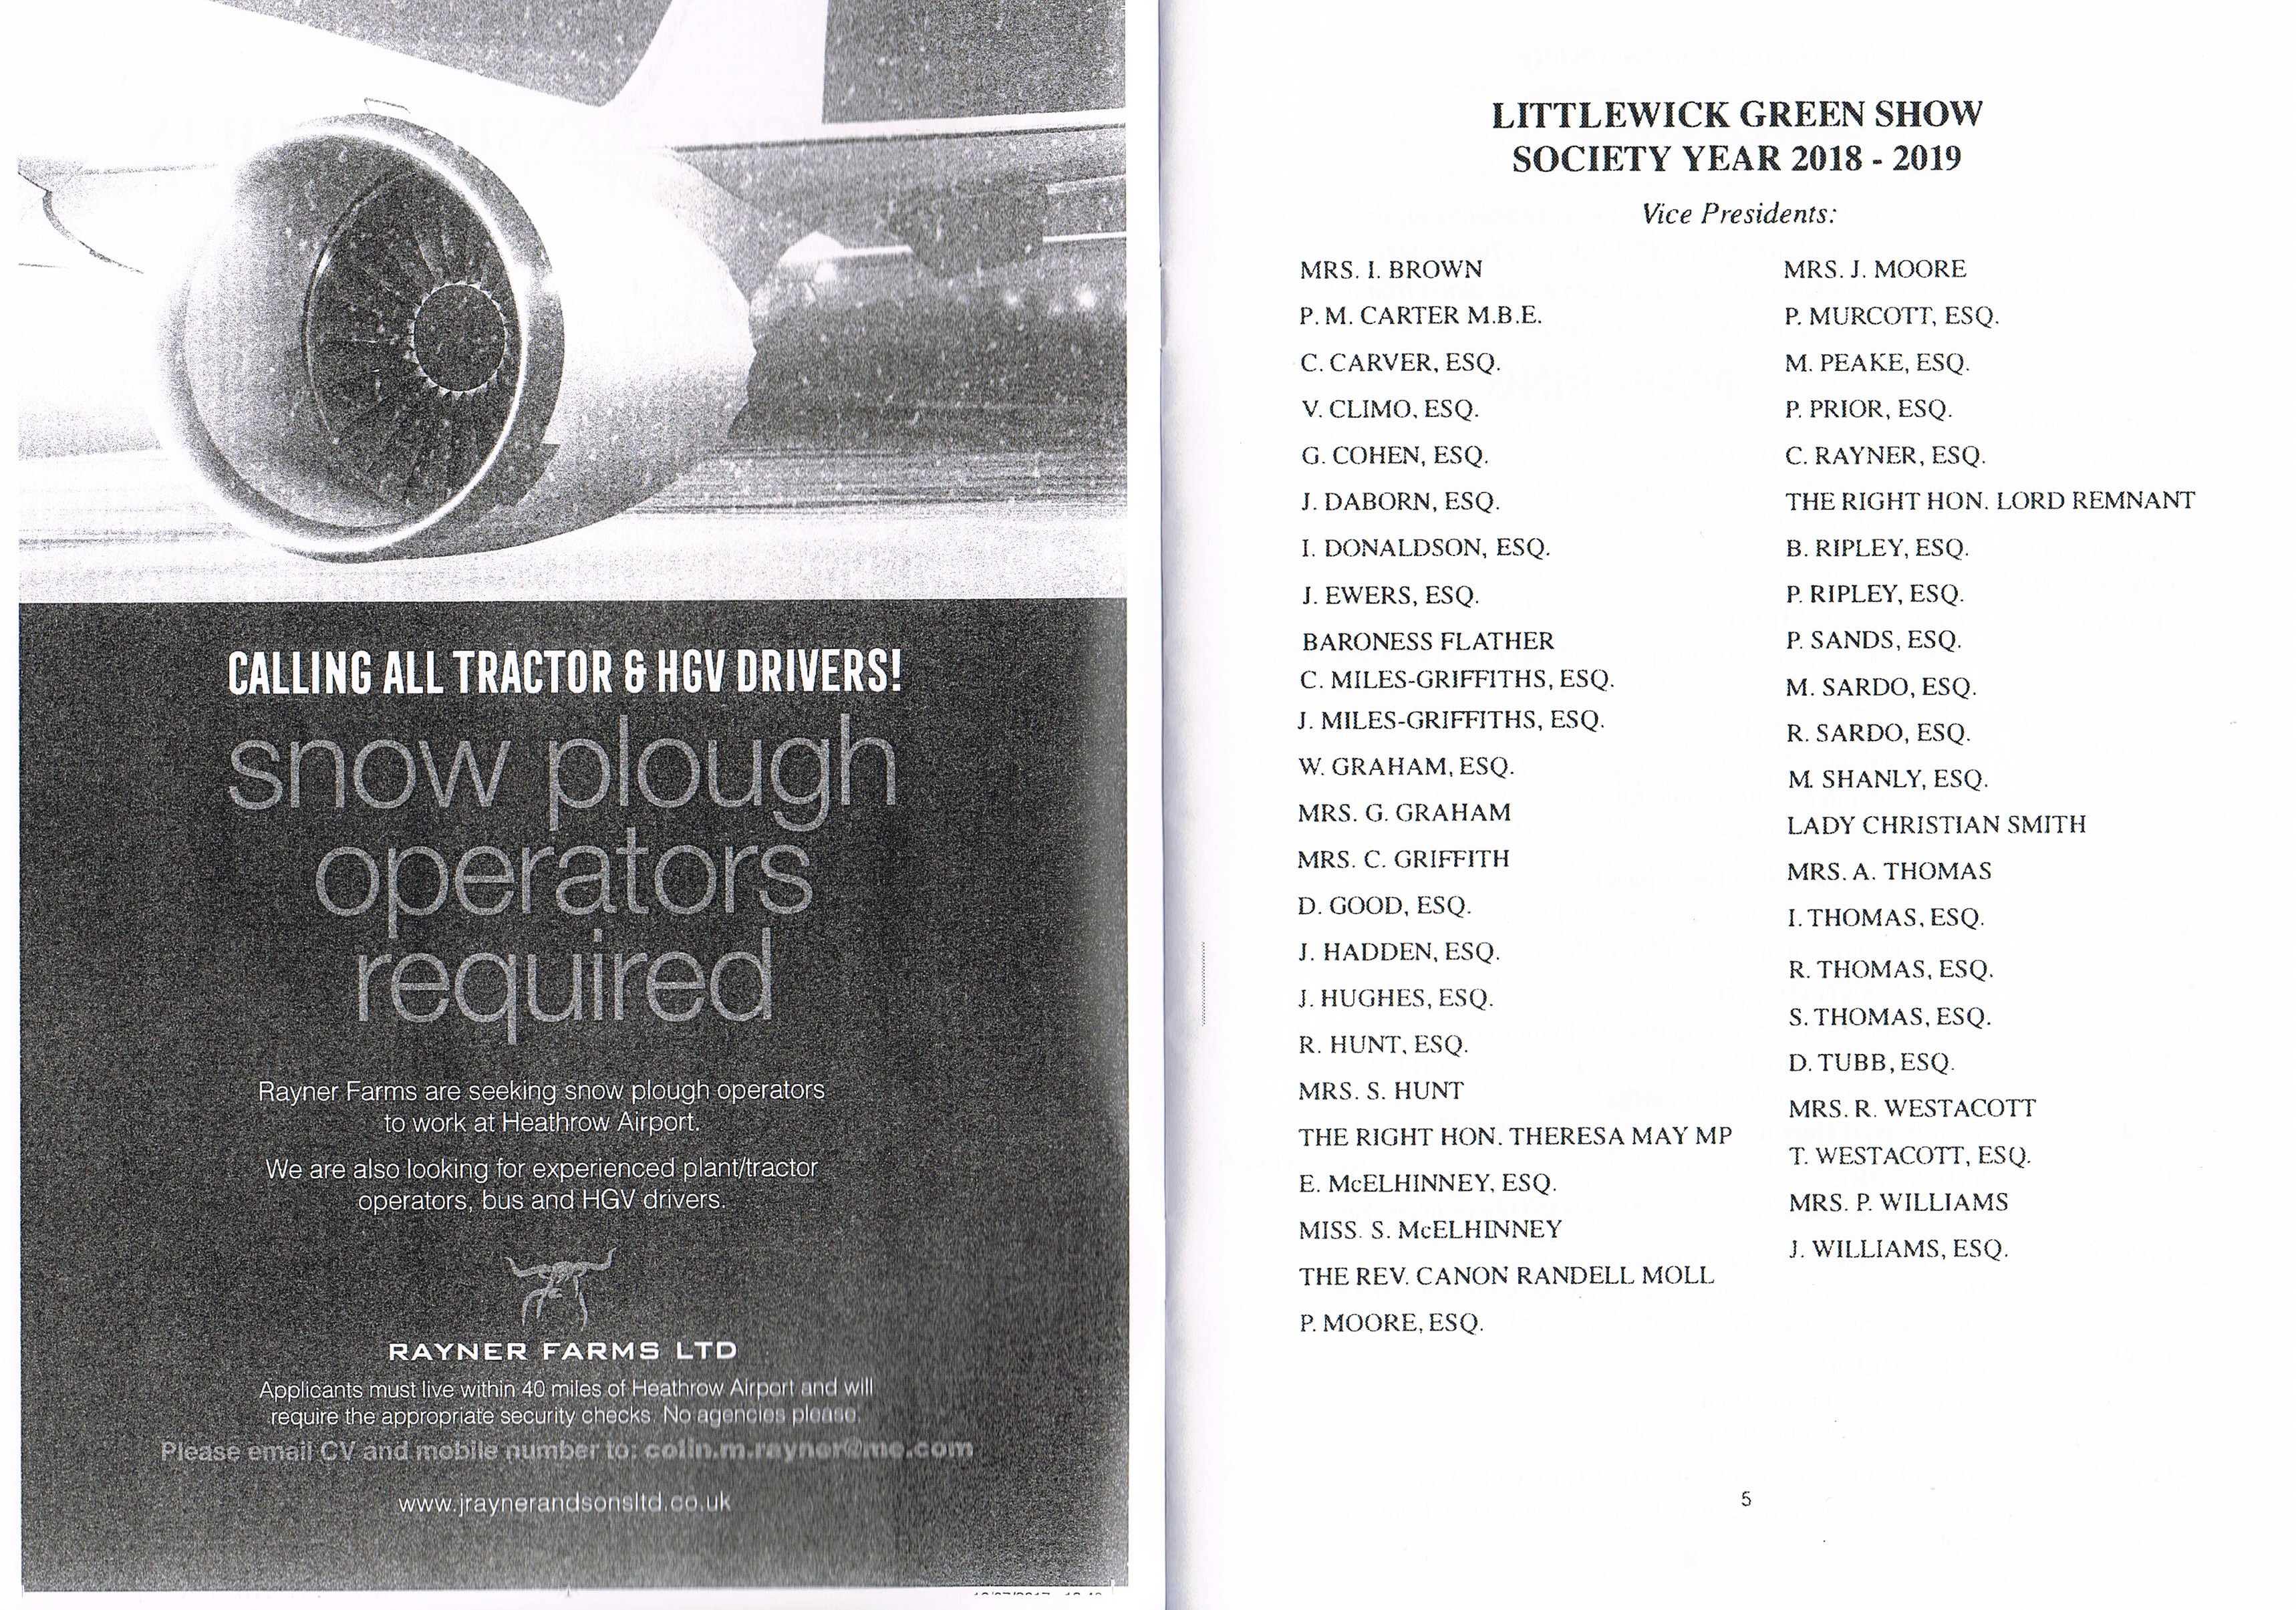 CALLING ALL TRACTOR & HGV DRIVERS!
snow plough
operators
required
Rayner Farms are seeking snow plough operators
to work at Heathrow Airport.
We are also looking for experienced plant/tractor
operators, bus and HGV drivers.
RAYNER FARMS LTD
Applicants must live within 40 miles of Heathrow Airport and will
require the appropriate security checks. No agencies please.
Please email CV and mobile number to: colin.m.rayner@me.com
www.jraynerandsonsltd.co.uk
LITTLEWICK GREEN SHOW
SOCIETY YEAR 2018 - 2019
Vice Presidents:
MRS. I. BROWN
P. M. CARTER M.B.E.
C. CARVER, ESQ.
V. CLIMO, ESQ.
G. COHEN, ESQ.
J. DABORN, ESQ.
I. DONALDSON, ESQ.
J. EWERS, ESQ.
BARONESS FLATHER
C. MILES-GRIFFITHS, ESQ.
J. MILES-GRIFFITHS, ESQ.
W. GRAHAM, ESQ.
MRS. G. GRAHAM
MRS. C. GRIFFITH
D. GOOD, ESQ.
J. HADDEN, ESQ.
J. HUGHES, ESQ.
R. HUNT, ESQ.
MRS. S. HUNT
THE RIGHT HON. THERESA MAY MP
E. McELHINNEY, ESQ.
MISS. S. McELHINNEY
THE REV. CANON RANDELL MOLL
P. MOORE, ESQ.
MRS. J. MOORE
P. MURCOTT, ESQ.
M. PEAKE, ESQ.
P. PRIOR, ESQ.
C. RAYNER, ESQ.
THE RIGHT HON. LORD REMNANT
B. RIPLEY, ESQ.
P. RIPLEY, ESQ.
P. SANDS, ESQ.
M. SARDO, ESQ.
R. SARDO, ESQ.
M. SHANLY, ESQ.
LADY CHRISTIAN SMITH
MRS. A. THOMAS
I. THOMAS, ESQ.
R. THOMAS, ESQ.
S. THOMAS, ESQ.
D. TUBB, ESQ.
MRS. R. WESTACOTT
T. WESTACOTT, ESQ.
MRS. P. WILLIAMS
J. WILLIAMS, ESQ.
5